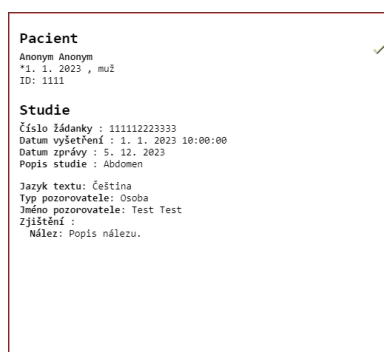 Pacient
Anonym Anonym
*1. 1. 2023 , muž
ID: 1111
Studie
Číslo žádanky : 111112223333
Datum vyšetření : 1. 1. 2023 10:00:00
Datum zprávy : 5. 12. 2023
Popis studie : Abdomen
Jazyk textu: Čeština
Typ pozorovatele: Osoba
Jméno pozorovatele: Test Test
Zjištění :
Nález: Popis nálezu.